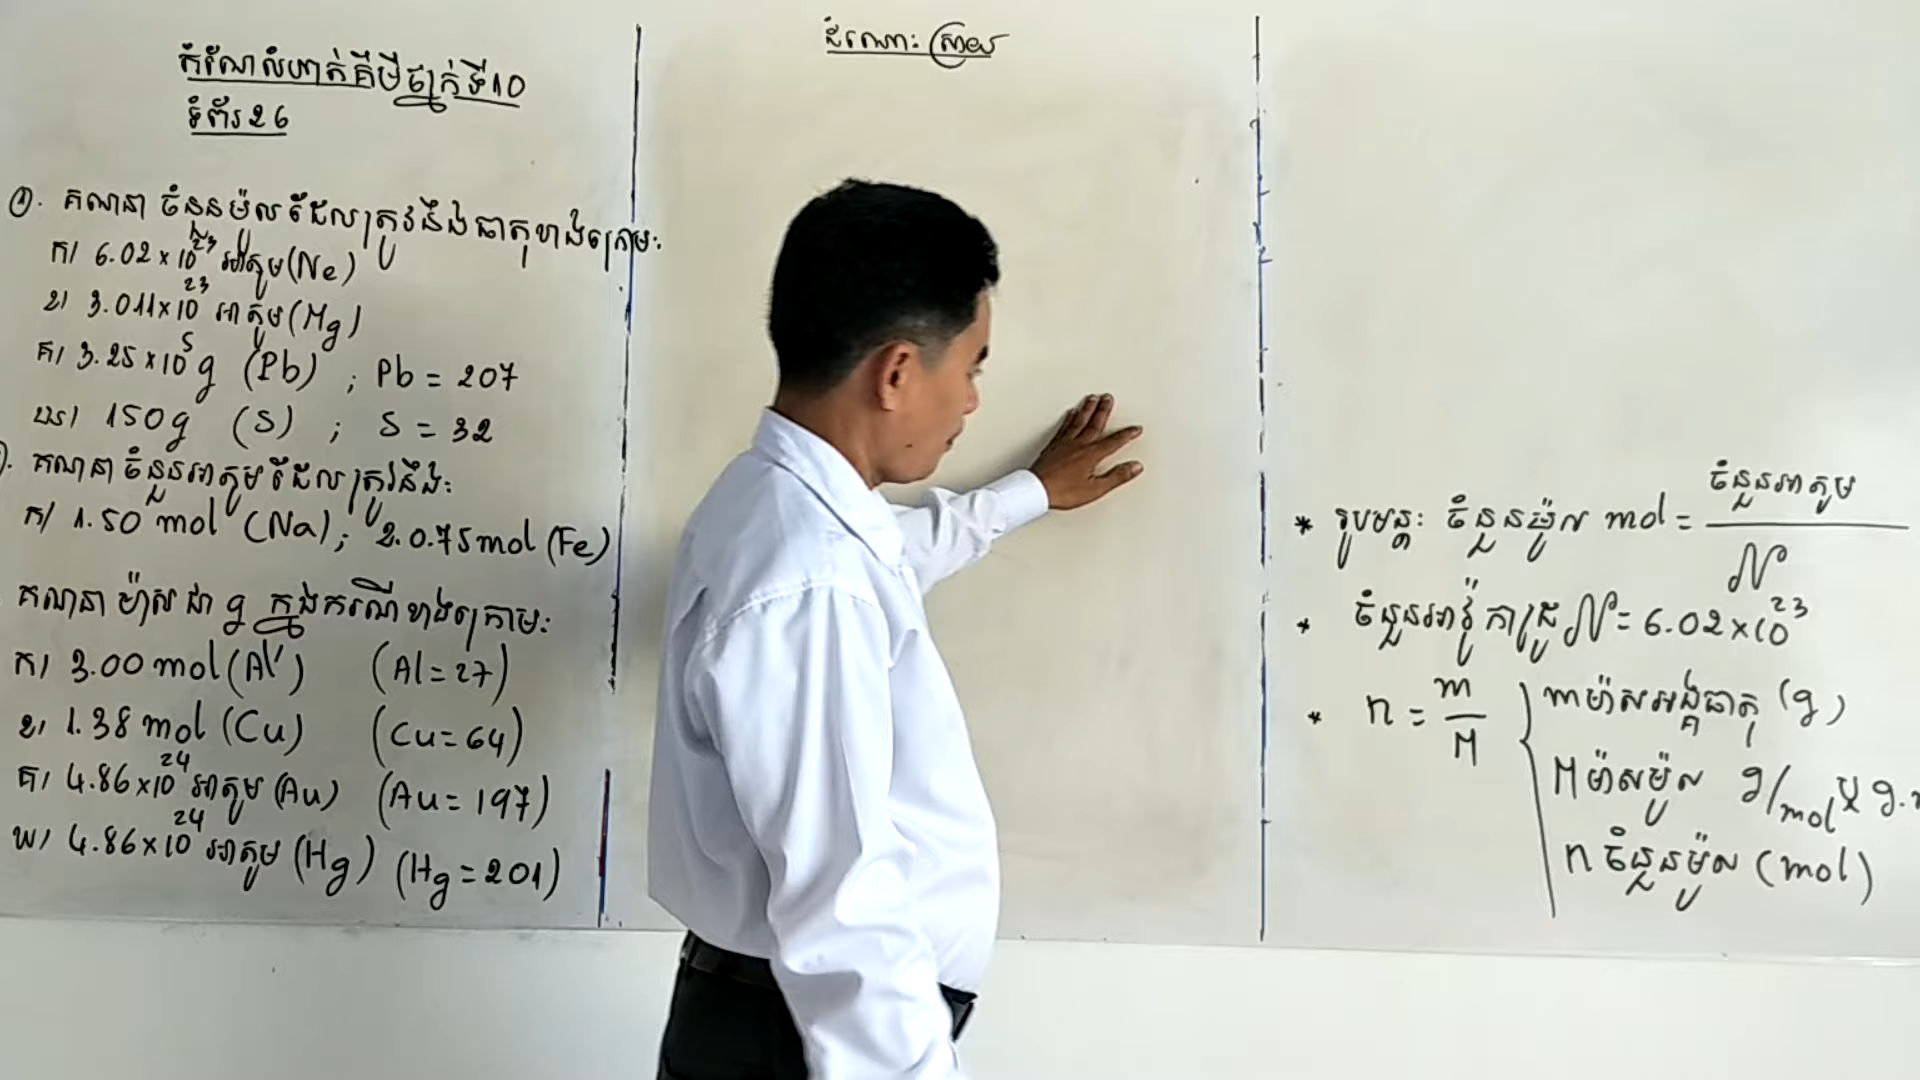 កំណែលំហាត់គីមីថ្នាក់ទី10
ទំព័រ26
①. គណនា ចំនួនម៉ូល ដែលត្រូវនឹងធាតុខាងក្រោម:
ក/ 6.02×10²³ អាតូម(Ne)
ខ/ 3.011×10²³ អាតូម(Mg)
គ/ 3.25×10⁵g (Pb) ; Pb = 207
ឃ/ 150g (S) ; S = 32
. គណនាចំនួនអាតូមដែលត្រូវនឹង:
ក/ 1.50 mol (Na); 2.0.75mol (Fe)
គណនា ម៉ាស ជា g ក្នុងករណីខាងក្រោម:
ក/ 3.00 mol (Al) (Al=27)
ខ/ 1.38 mol (Cu) (Cu=64)
គ/ 4.86×10²⁴ អាតូម (Au) (Au=197)
ឃ/ 4.86×10²⁴ អាតូម (Hg) (Hg=201)
ដំណោះស្រាយ
* រូបមន្ត: ចំនួនម៉ូល mol = ចំនួនអាតូម / N
* ចំនួនអាវ៉ូកាដ្រូ N = 6.02×10²³
* n = m / M
m ម៉ាសអង្គធាតុ (g)
M ម៉ាសម៉ូល g/mol ឬ g.
n ចំនួនម៉ូល (mol)